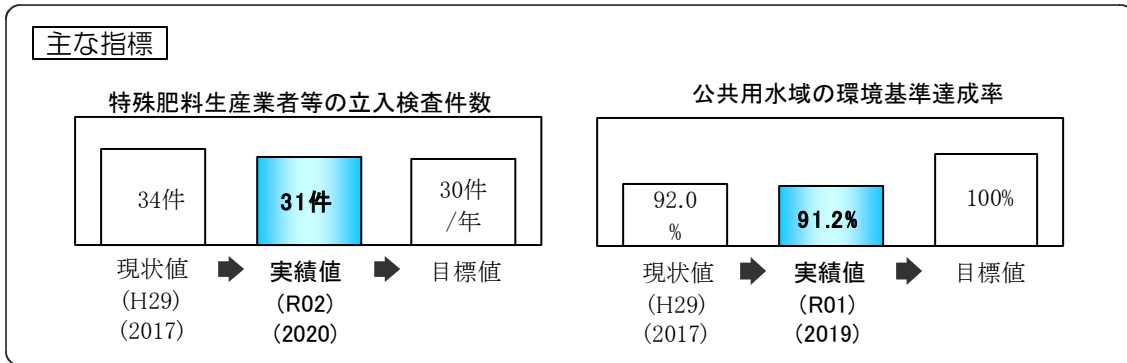 主な指標
特殊肥料生産業者等の立入検査件数
34件
31件
30件
/年
現状値
(H29)
(2017)
実績値
(R02)
(2020)
目標値
公共用水域の環境基準達成率
92.0
%
91.2%
100%
現状値
(H29)
(2017)
実績値
(R01)
(2019)
目標値